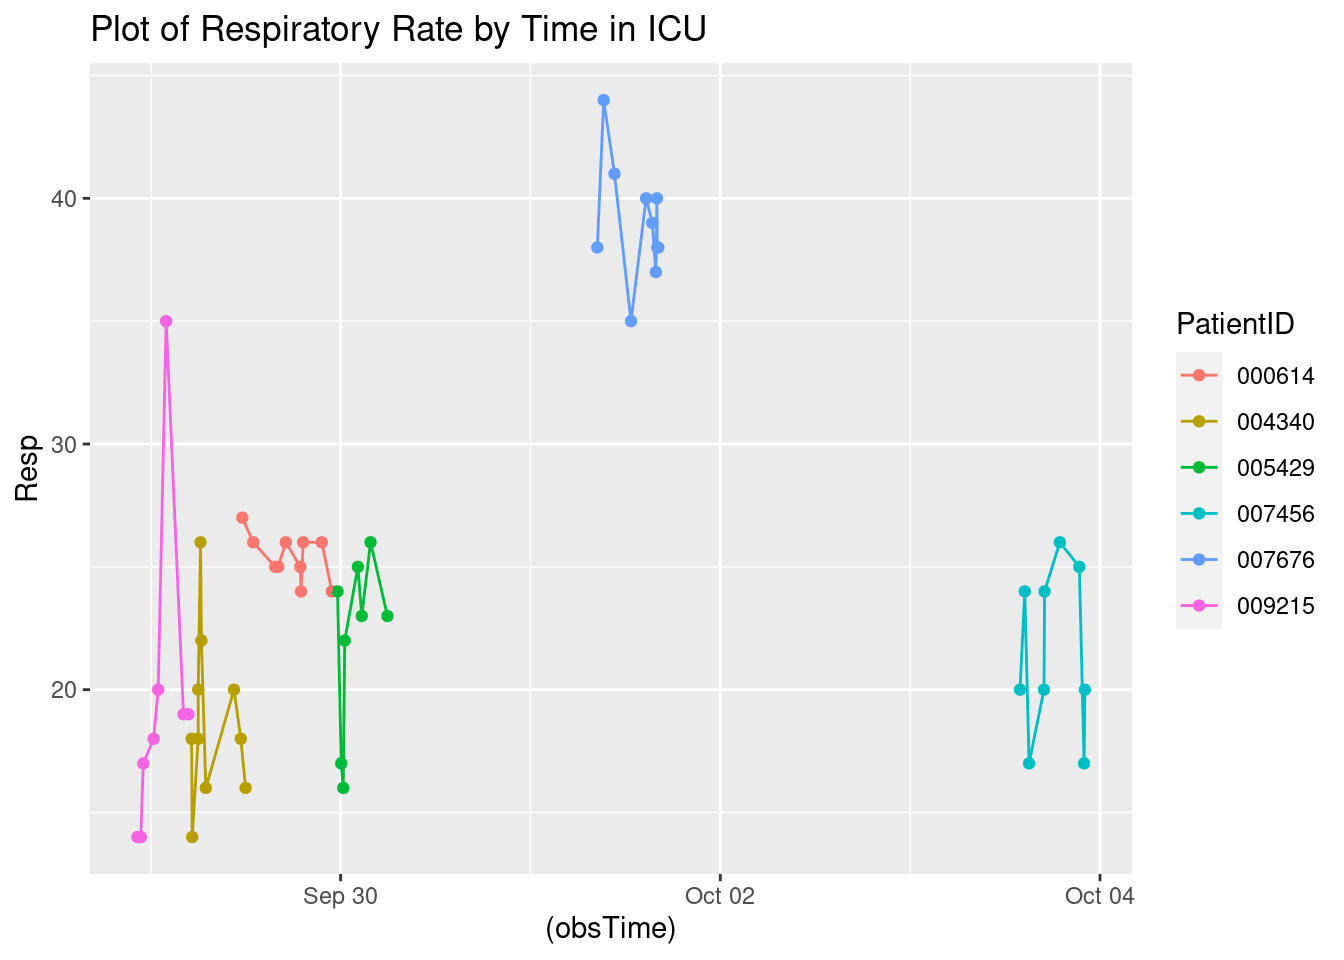 Plot of Respiratory Rate by Time in ICU
40
30
20
Resp
Sep 30
Oct 02
Oct 04
(obsTime)
PatientID
000614
004340
005429
007456
007676
009215